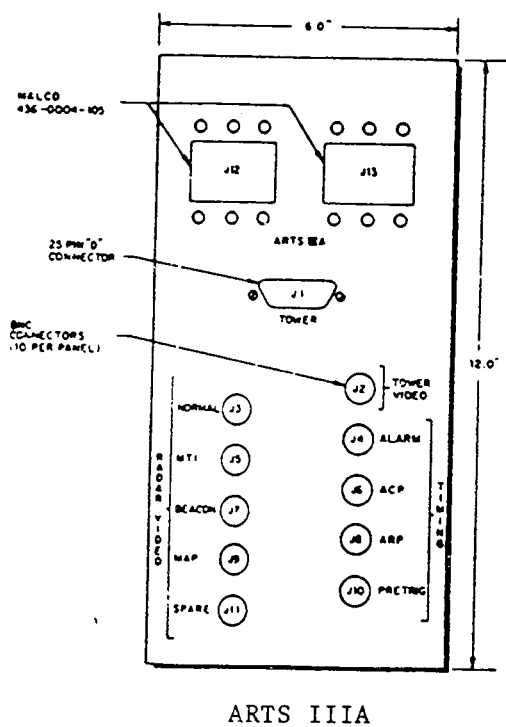 6.0"
MALCO
436-0004-105
J12
J13
ARTS IIIA
25 PIN "D"
CONNECTOR
J1
TOWER
BNC
CONNECTORS
(10 PER PANEL)
J2
TOWER
VIDEO
12.0"
NORMAL
J3
J4
ALARM
MTI
J5
J6
ACP
BEACON
J7
J8
ARP
MAP
J9
J10
PRETRIG
SPARE
J11
RADAR VIDEO
TIMING
ARTS IIIA